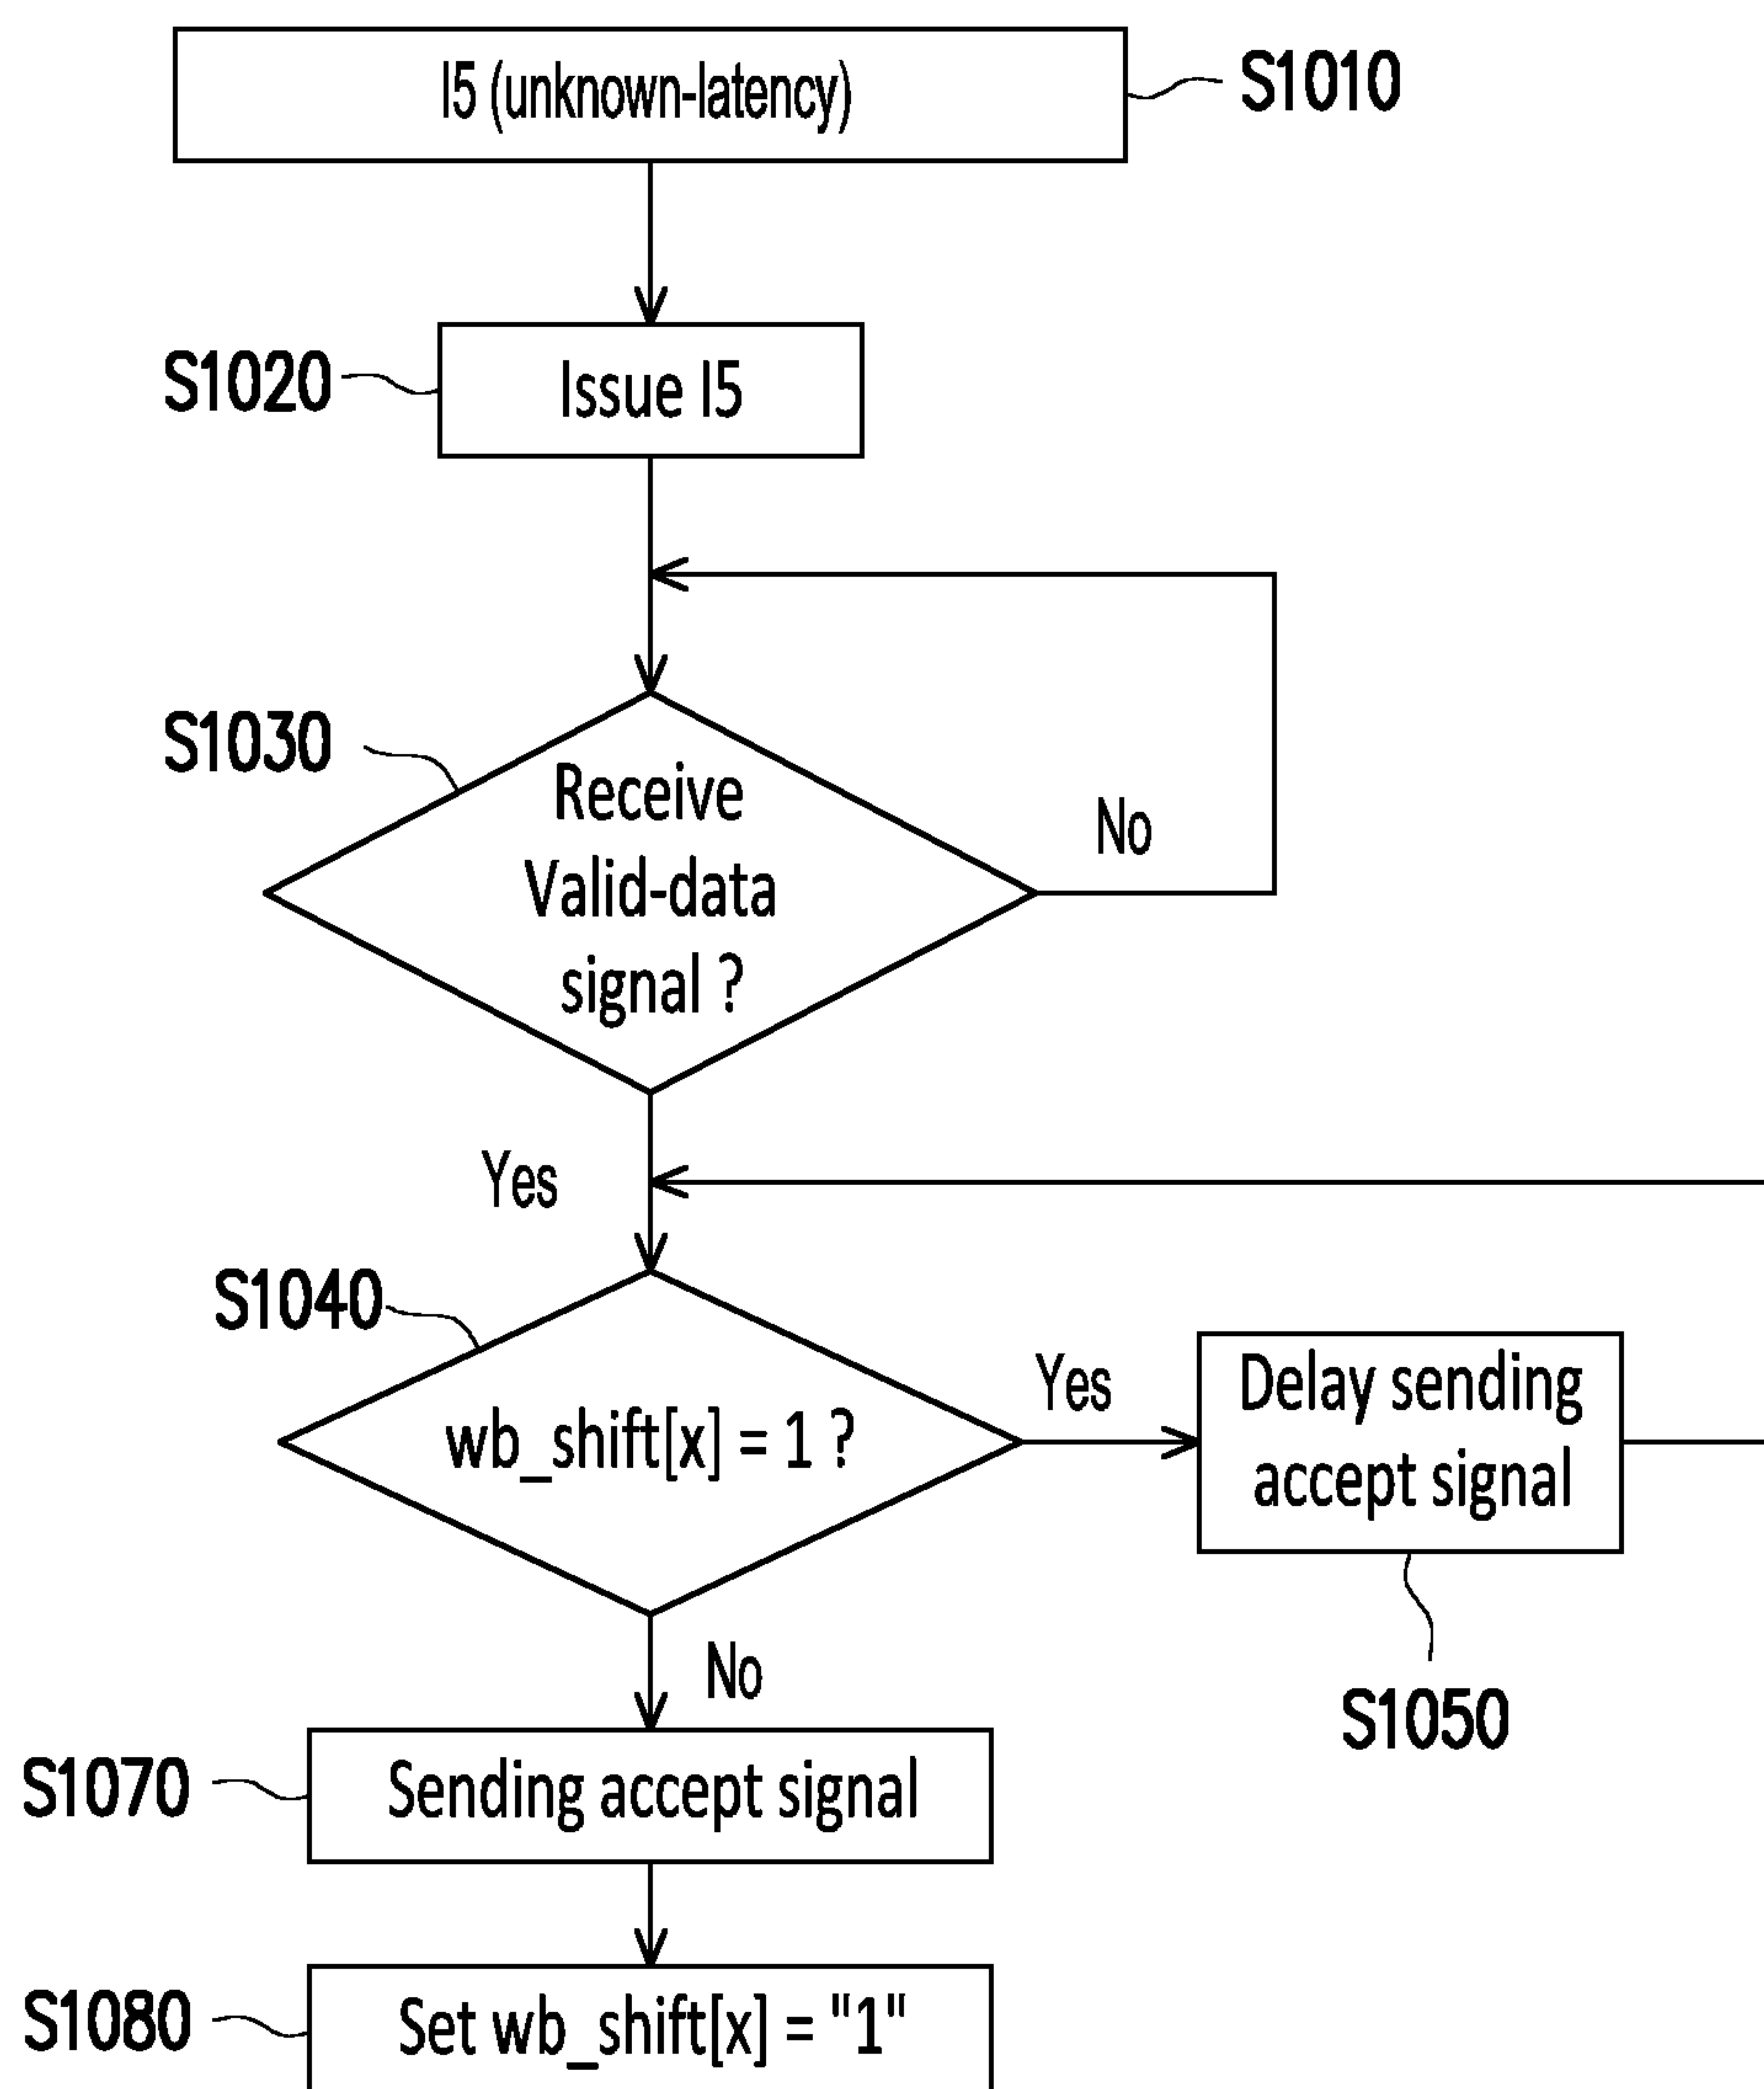 I5 (unknown-latency)
S1010
S1020
Issue I5
S1030
Receive
Valid-data
signal ?
No
Yes
S1040
wb_shift[x] = 1 ?
Yes
Delay sending
accept signal
S1050
No
S1070
Sending accept signal
S1080
Set wb_shift[x] = "1"